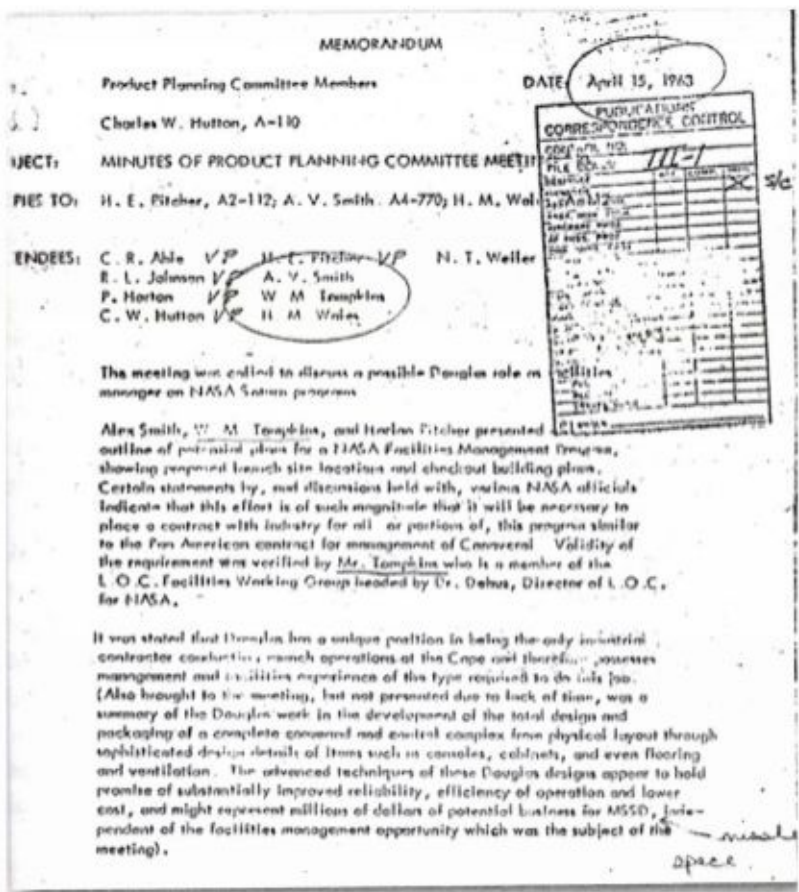 MEMORANDUM
Product Planning Committee Members
DATE: April 15, 1963
Charles W. Hutton, A-110
PUBLICATIONS
CORRESPONDENCE CONTROL
CONTROL NO.
FILE III-1
JECT: MINUTES OF PRODUCT PLANNING COMMITTEE MEETI
PIES TO: H. E. Pitcher, A2-112; A. V. Smith. A4-770; H. M. Wal
ENDEES: C. R. Able VP H. E. Pitcher VP N. T. Weller
R. L. Johnson VP A. V. Smith
P. Horton VP W M Tompkins
C. W. Hutton VP H M Wales
The meeting was called to discuss a possible Douglas role as facilities
manager on NASA Saturn programs
Alex Smith, W. M. Tompkins, and Harlan Pitcher presented
outline of potential plans for a NASA Facilities Management Program,
showing proposed launch site locations and checkout building plans.
Certain statements by, and discussions held with, various NASA officials
indicate that this effort is of such magnitude that it will be necessary to
place a contract with industry for all or portions of, this program similar
to the Pan American contract for management of Canaveral Validity of
the requirement was verified by Mr. Tompkins who is a member of the
L.O.C. Facilities Working Group headed by Dr. Debus, Director of L.O.C.
for NASA.
It was stated that Douglas has a unique position in being the only industrial
contractor conducting launch operations at the Cape and therefore possesses
management and facilities experience of the type required to do this job.
(Also brought to the meeting, but not presented due to lack of time, was a
summary of the Douglas work in the development of the total design and
packaging of a complete command and control complex from physical layout through
sophisticated design details of items such as consoles, cabinets, and even flooring
and ventilation. The advanced techniques of these Douglas designs appear to hold
promise of substantially improved reliability, efficiency of operation and lower
cost, and might represent millions of dollars of potential business for MSSD, inde-
pendent of the facilities management opportunity which was the subject of the
meeting).
missile
space